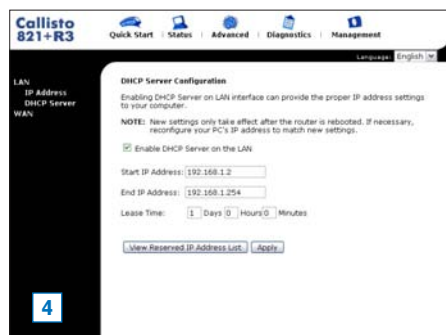 Callisto
821+R3
Quick Start | Status | Advanced | Diagnostics | Management
Language: English
LAN
IP Address
DHCP Server
WAN
DHCP Server Configuration
Enabling DHCP Server on LAN interface can provide the proper IP address settings
to your computer.
NOTE: New settings only take effect after the router is rebooted. If necessary,
reconfigure your PC's IP address to match new settings.
Enable DHCP Server on the LAN
Start IP Address: 192.168.1.2
End IP Address: 192.168.1.254
Lease Time: 1 Days 0 Hours 0 Minutes
View Reserved IP Address List Apply
4